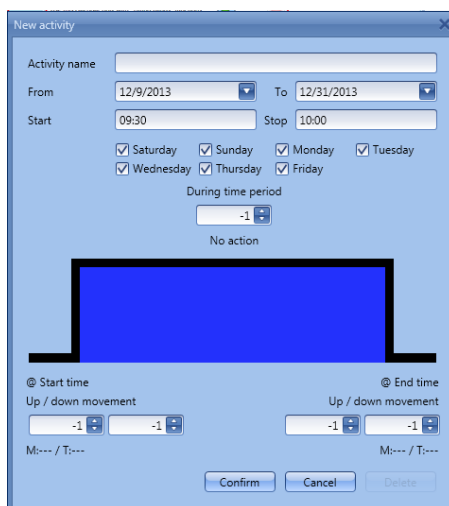 New activity
Activity name
From 12/9/2013 To 12/31/2013
Start 09:30 Stop 10:00
Saturday Sunday Monday Tuesday
Wednesday Thursday Friday
During time period
-1
No action
@ Start time @ End time
Up / down movement Up / down movement
-1 -1 -1 -1
M:--- / T:--- M:--- / T:---
Confirm Cancel Delete